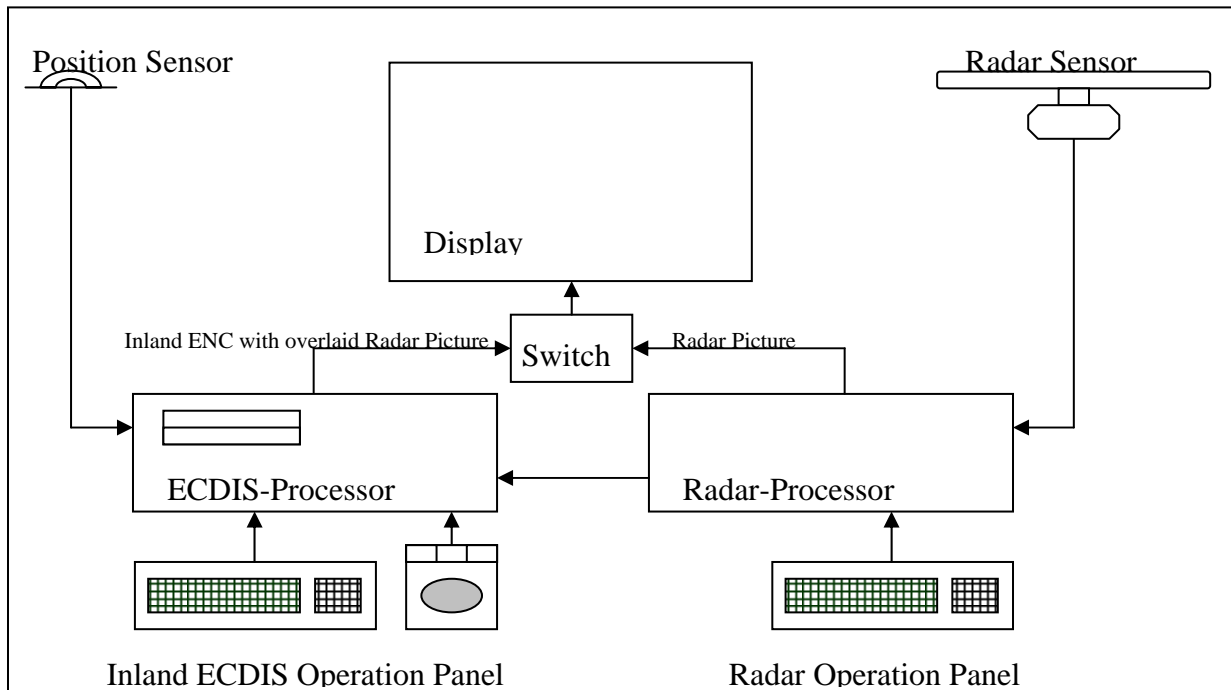 Position Sensor
Radar Sensor
Display
Inland ENC with overlaid Radar Picture
Switch
Radar Picture
ECDIS-Processor
Radar-Processor
Inland ECDIS Operation Panel
Radar Operation Panel